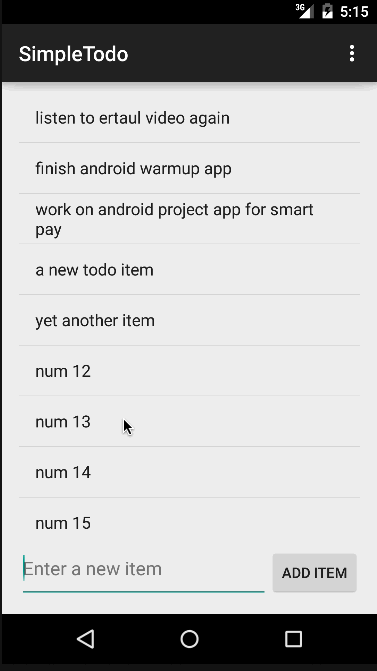 3G 5:15
SimpleTodo
listen to ertaul video again
finish android warmup app
work on android project app for smart
pay
a new todo item
yet another item
num 12
num 13
num 14
num 15
Enter a new item
ADD ITEM